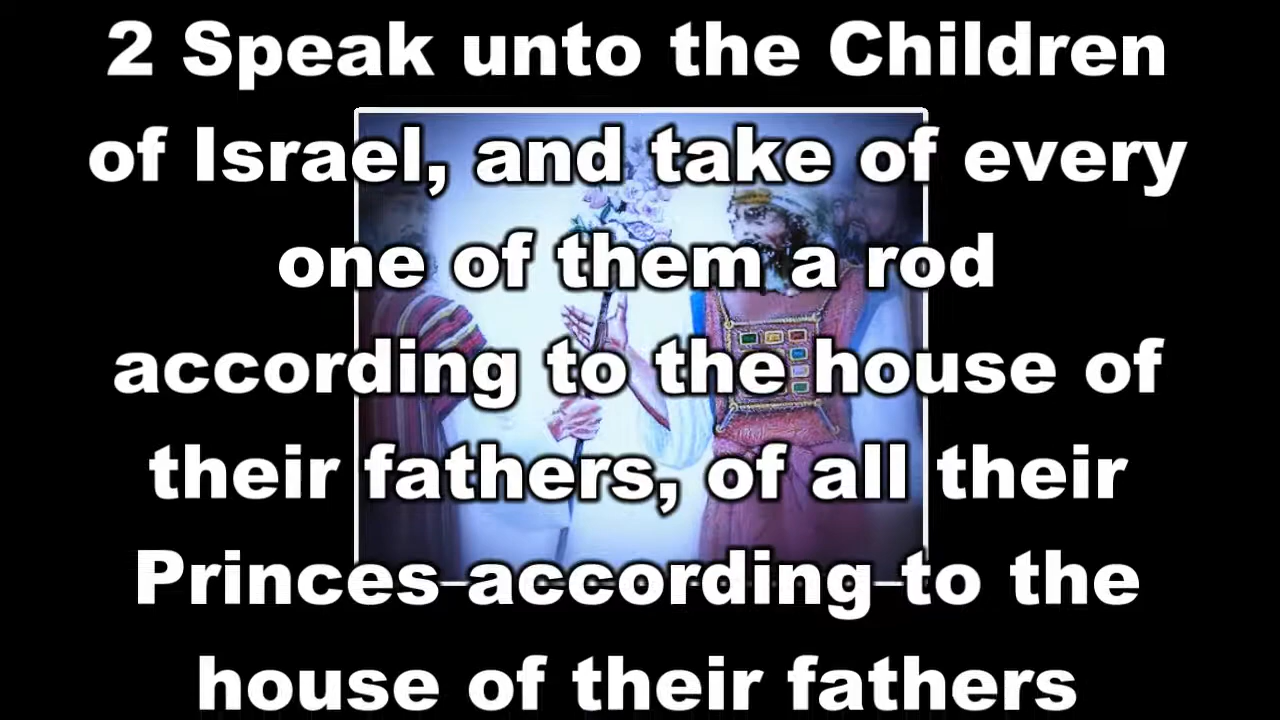 2 Speak unto the Children
of Israel, and take of every
one of them a rod
according to the house of
their fathers, of all their
Princes according to the
house of their fathers